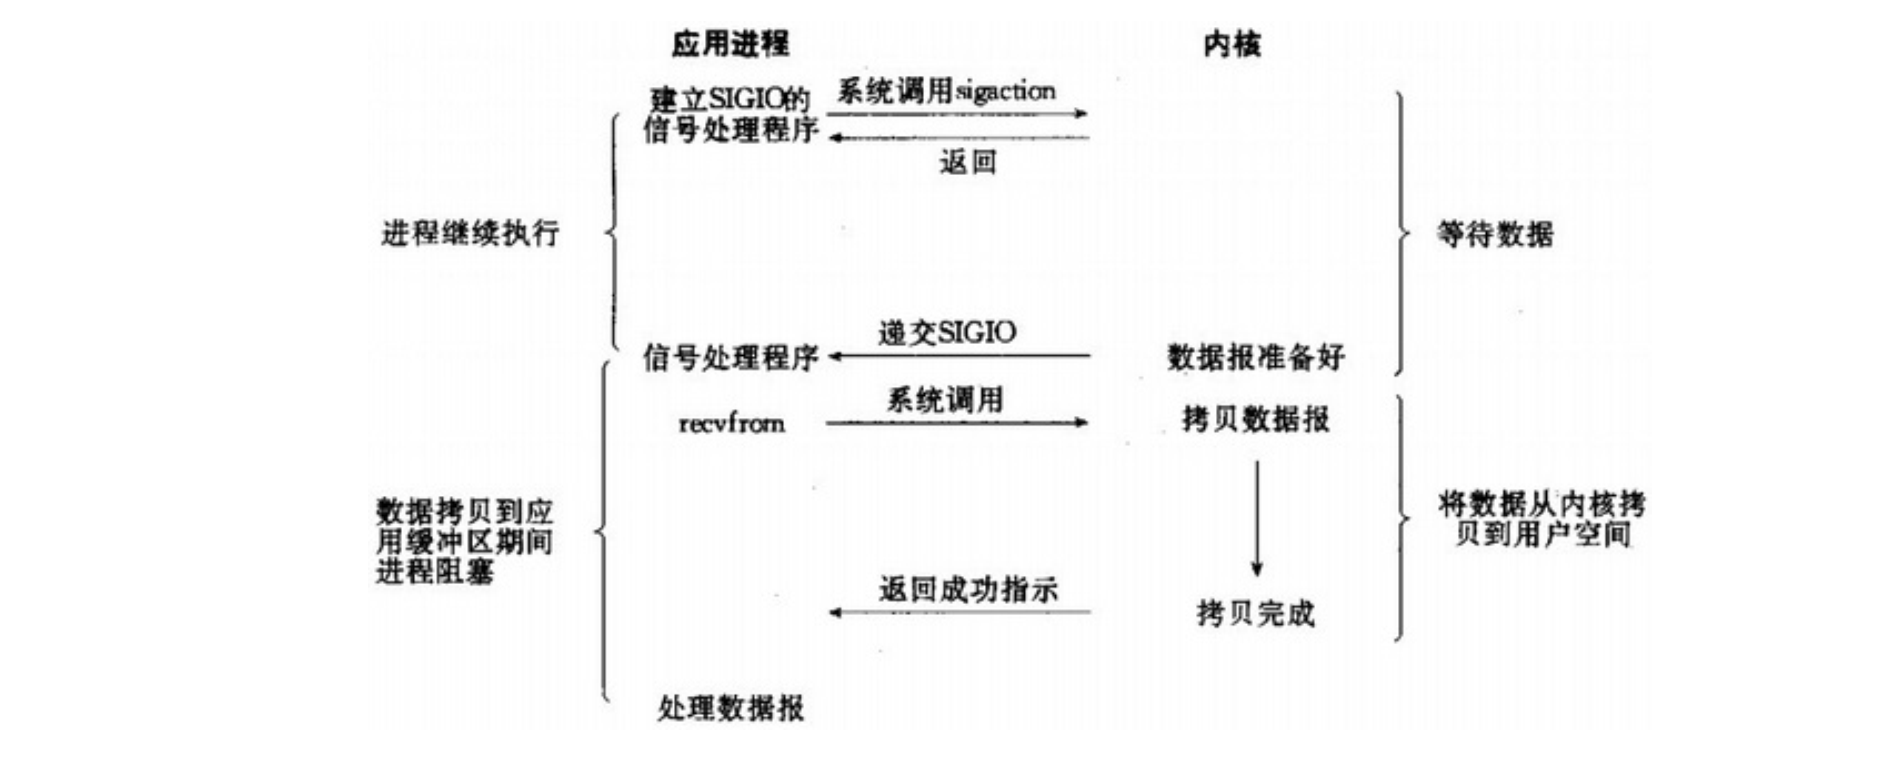 应用进程
内核
建立SIGIO的
信号处理程序
系统调用sigaction
返回
进程继续执行
等待数据
递交SIGIO
信号处理程序
数据报准备好
系统调用
recvfrom
拷贝数据报
数据拷贝到应
用缓冲区期间
进程阻塞
将数据从内核拷
贝到用户空间
返回成功指示
拷贝完成
处理数据报